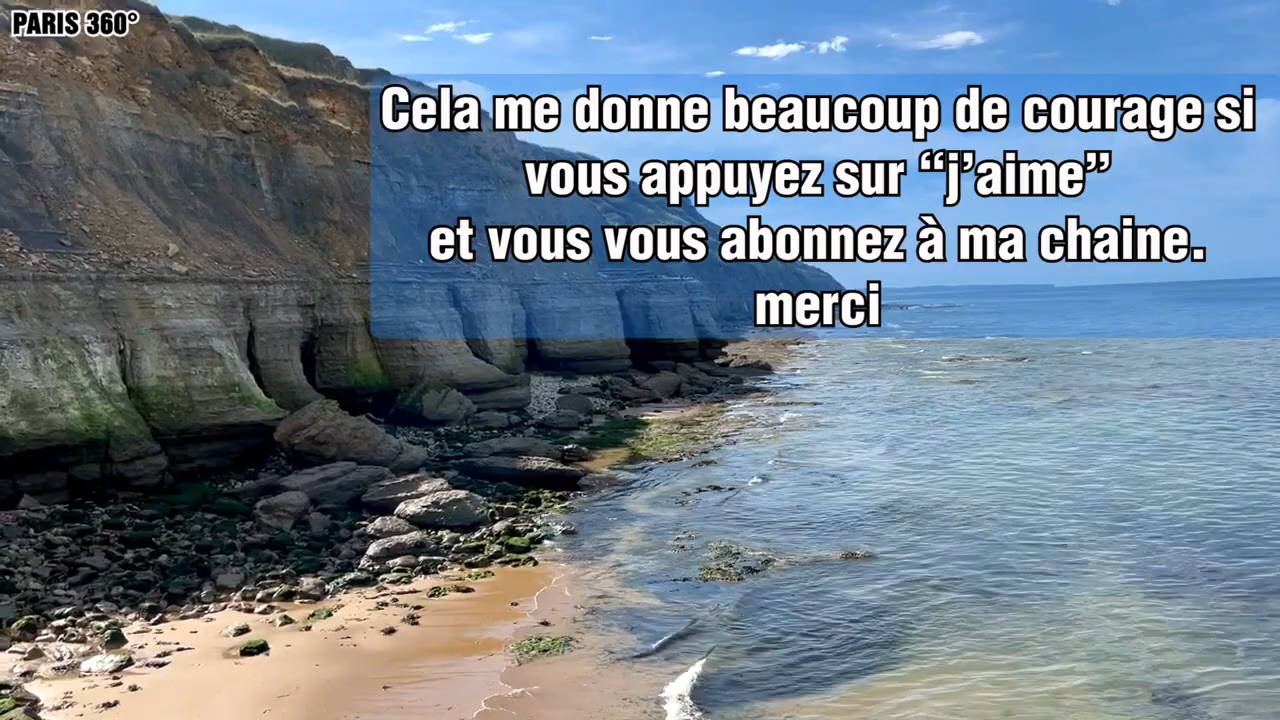 PARIS 360°
Cela me donne beaucoup de courage si
vous appuyez sur “j’aime”
et vous vous abonnez à ma chaine.
merci